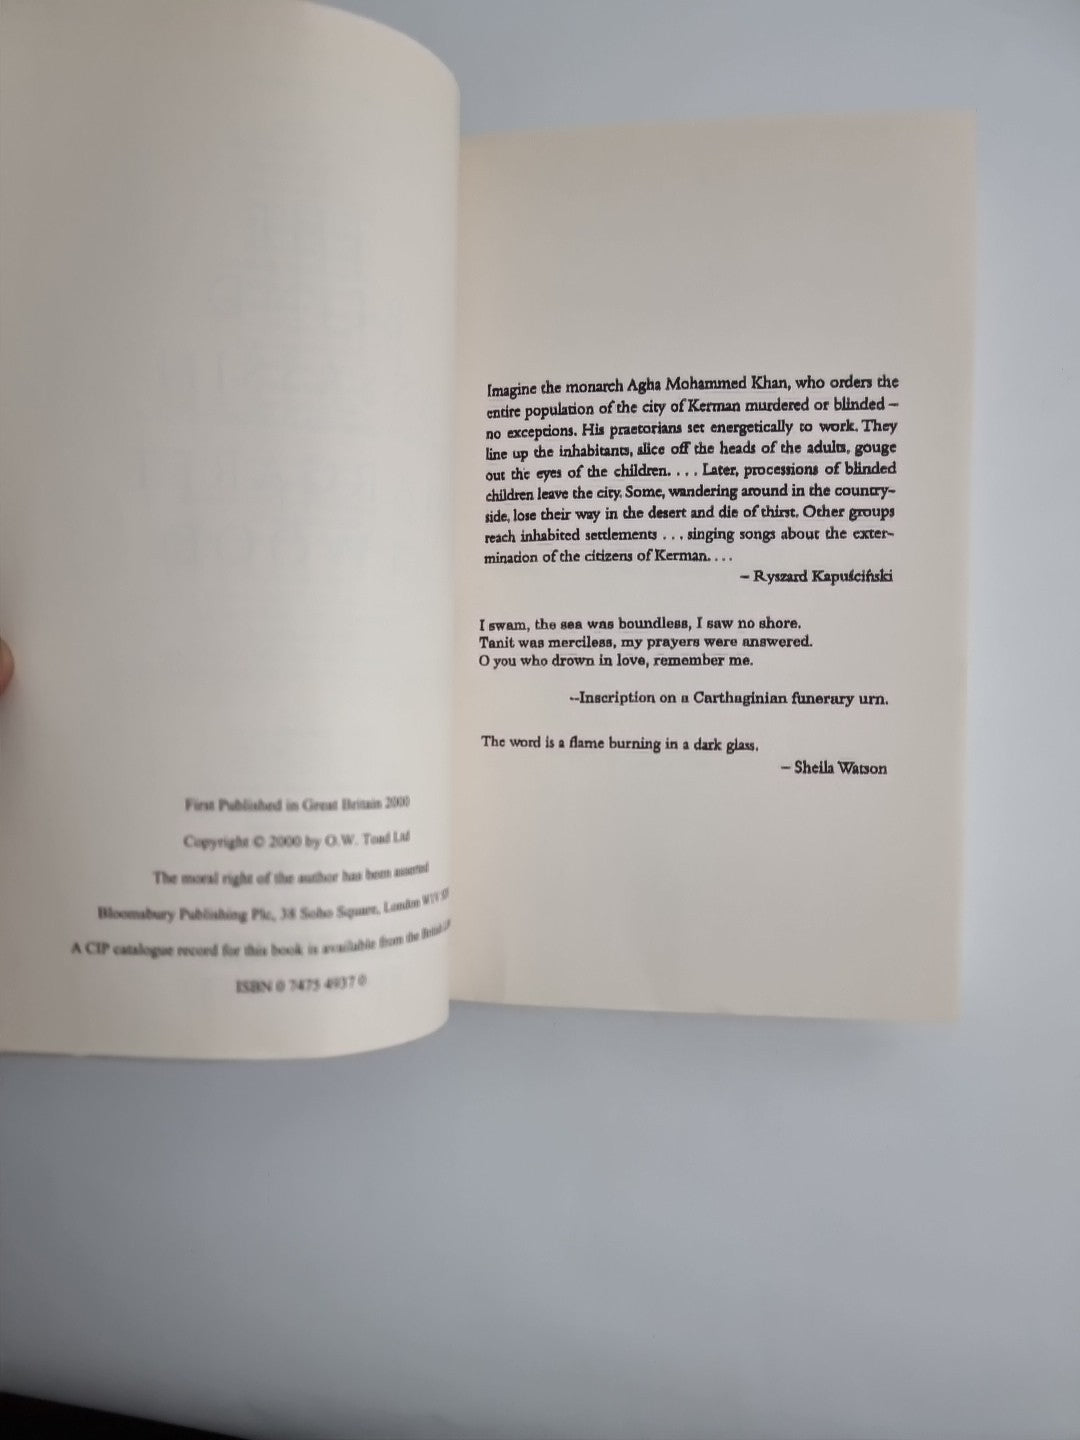 First Published in Great Britain 2000
Copyright © 2000 by O.W. Toad Ltd
The moral right of the author has been asserted
Bloomsbury Publishing Plc, 38 Soho Square, London
A CIP catalogue record for this book is available from the British
ISBN 0 7475 4937 0
Imagine the monarch Agha Mohammed Khan, who orders the
entire population of the city of Kerman murdered or blinded –
no exceptions. His praetorians set energetically to work. They
line up the inhabitants, slice off the heads of the adults, gouge
out the eyes of the children. . . . Later, processions of blinded
children leave the city. Some, wandering around in the country-
side, lose their way in the desert and die of thirst. Other groups
reach inhabited settlements . . . singing songs about the exter-
mination of the citizens of Kerman. . . .
– Ryszard Kapuściński
I swam, the sea was boundless, I saw no shore.
Tanit was merciless, my prayers were answered.
O you who drown in love, remember me.
--Inscription on a Carthaginian funerary urn.
The word is a flame burning in a dark glass.
– Sheila Watson